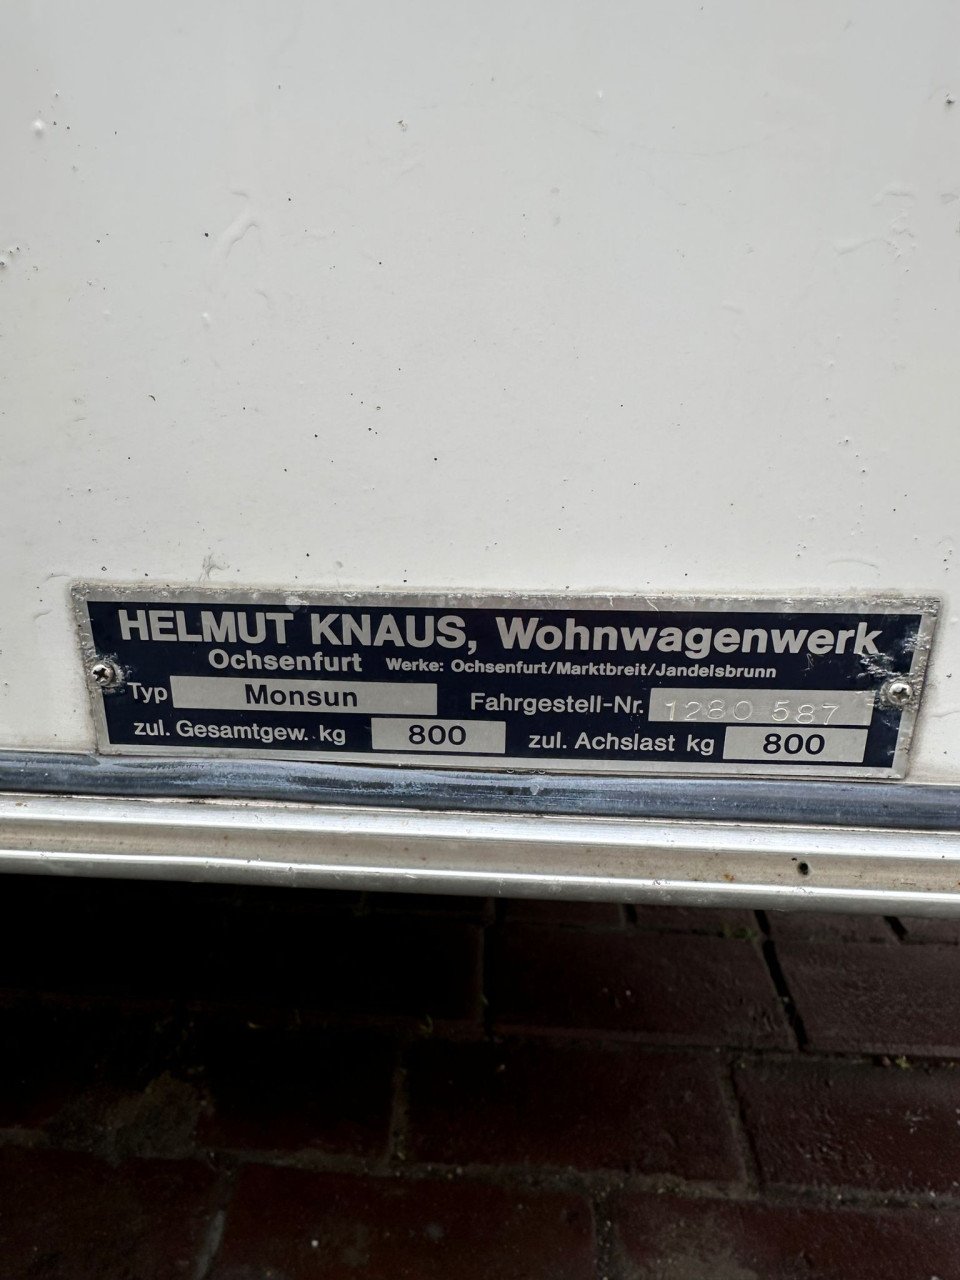 HELMUT KNAUS, Wohnwagenwerk
Ochsenfurt Werke: Ochsenfurt/Marktbreit/Jandelsbrunn
Typ Monsun Fahrgestell-Nr. 1280 587
zul. Gesamtgew. kg 800 zul. Achslast kg 800